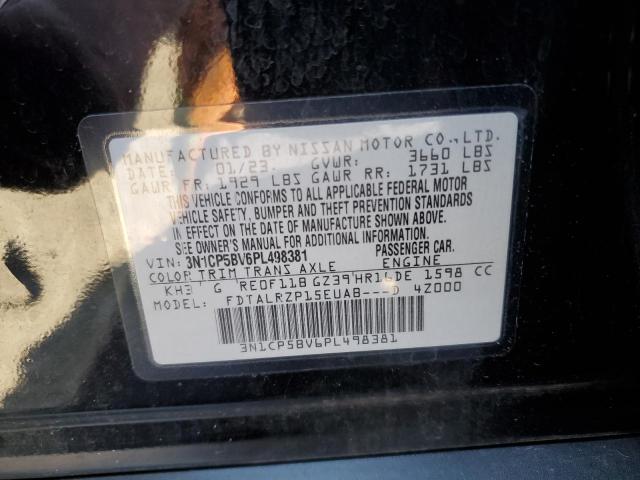 MANUFACTURED BY NISSAN MOTOR CO.,LTD.
DATE: 01/23 GVWR: 3660 LBS
GAWR FR: 1929 LBS GAWR RR: 1731 LBS
THIS VEHICLE CONFORMS TO ALL APPLICABLE FEDERAL MOTOR
VEHICLE SAFETY, BUMPER AND THEFT PREVENTION STANDARDS
IN EFFECT ON THE DATE OF MANUFACTURE SHOWN ABOVE.
SEE OWNER'S MANUAL FOR ADDITIONAL INFORMATION.
VIN: 3N1CP5BV6PL498381 PASSENGER CAR.
COLOR TRIM TRANS AXLE ENGINE
KH3 G RE0F11B GZ39 HR16DE 1598 CC
MODEL: FDTALRZP15EUAB---D 4Z000
3N1CP5BV6PL498381